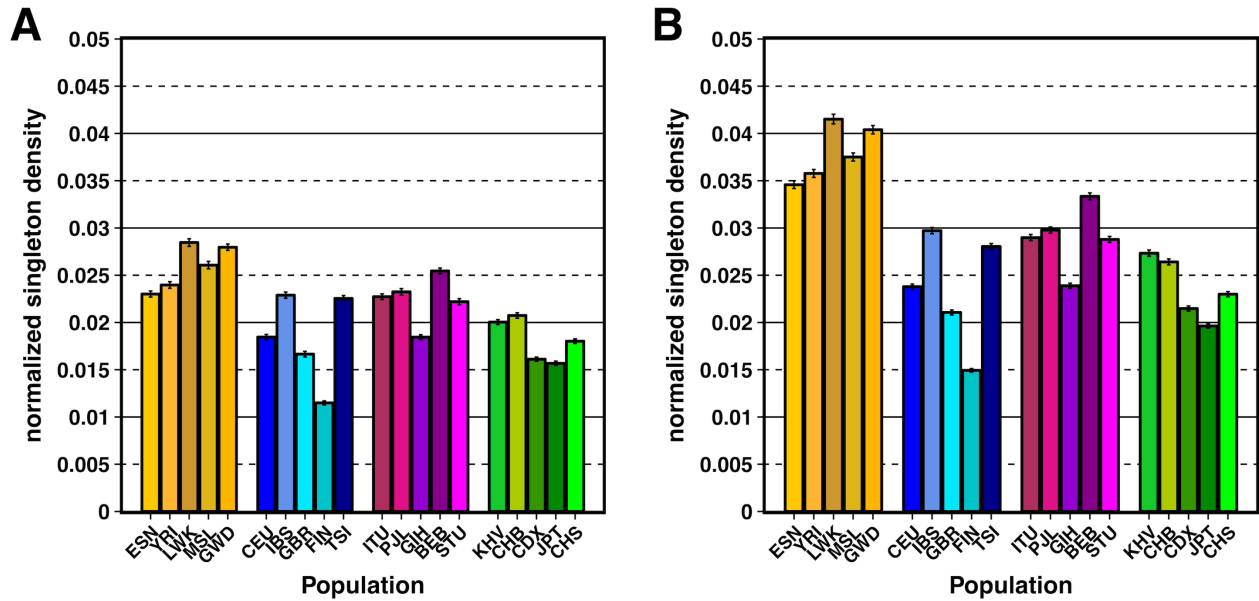 A
normalized singleton density
0.05
0.045
0.04
0.035
0.03
0.025
0.02
0.015
0.01
0.005
0
ESN YRI LWK MSL GWD CEU IBS GBR FIN TSI ITU PJL GIH BEB STU KHV CHB CDX JPT CHS
Population
B
normalized singleton density
0.05
0.045
0.04
0.035
0.03
0.025
0.02
0.015
0.01
0.005
0
ESN YRI LWK MSL GWD CEU IBS GBR FIN TSI ITU PJL GIH BEB STU KHV CHB CDX JPT CHS
Population